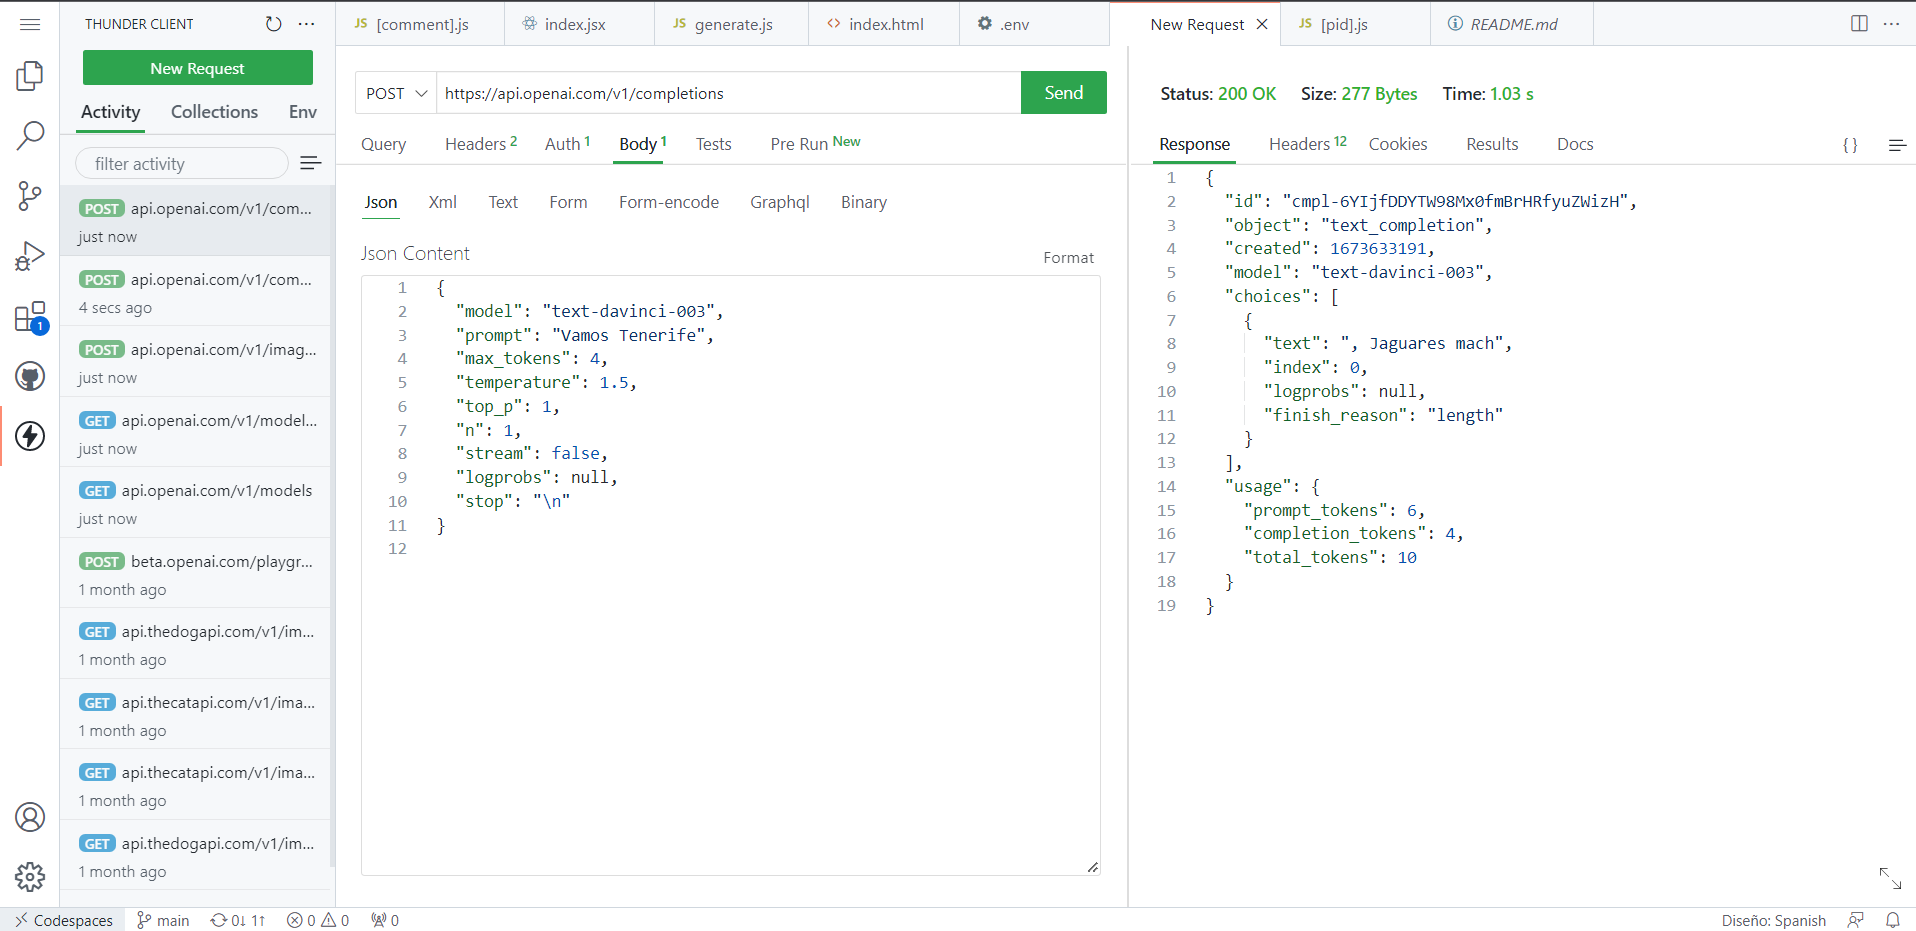 THUNDER CLIENT
New Request
Activity Collections Env
filter activity
POST api.openai.com/v1/com...
just now
POST api.openai.com/v1/com...
4 secs ago
POST api.openai.com/v1/imag...
just now
GET api.openai.com/v1/model...
just now
GET api.openai.com/v1/models
just now
POST beta.openai.com/playgr...
1 month ago
GET api.thedogapi.com/v1/im...
1 month ago
GET api.thecatapi.com/v1/ima...
1 month ago
GET api.thecatapi.com/v1/ima...
1 month ago
GET api.thedogapi.com/v1/im...
1 month ago
1
JS [comment].js index.jsx JS generate.js <> index.html .env New Request JS [pid].js README.md
POST https://api.openai.com/v1/completions Send
Query Headers 2 Auth 1 Body 1 Tests Pre Run New
Json Xml Text Form Form-encode Graphql Binary
Json Content Format
1 {
2 "model": "text-davinci-003",
3 "prompt": "Vamos Tenerife",
4 "max_tokens": 4,
5 "temperature": 1.5,
6 "top_p": 1,
7 "n": 1,
8 "stream": false,
9 "logprobs": null,
10 "stop": "\n"
11 }
12
Status: 200 OK Size: 277 Bytes Time: 1.03 s
Response Headers 12 Cookies Results Docs {}
1 {
2 "id": "cmpl-6YIjfDDYTW98Mx0fmBrHRfyuZWizH",
3 "object": "text_completion",
4 "created": 1673633191,
5 "model": "text-davinci-003",
6 "choices": [
7 {
8 "text": ", Jaguares mach",
9 "index": 0,
10 "logprobs": null,
11 "finish_reason": "length"
12 }
13 ],
14 "usage": {
15 "prompt_tokens": 6,
16 "completion_tokens": 4,
17 "total_tokens": 10
18 }
19 }
Codespaces main 0↓ 1↑ 0 0 0 Diseño: Spanish